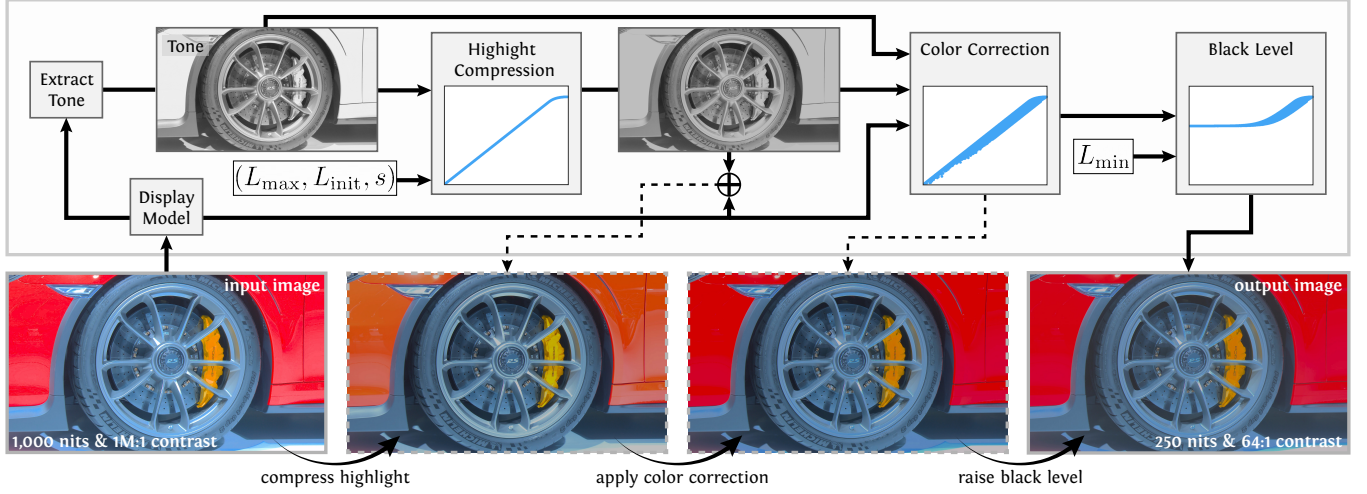 Tone
Highight
Compression
Color Correction
Black Level
Extract
Tone
(L_max, L_init, s)
L_min
Display
Model
input image
output image
1,000 nits & 1M:1 contrast
250 nits & 64:1 contrast
compress highlight
apply color correction
raise black level